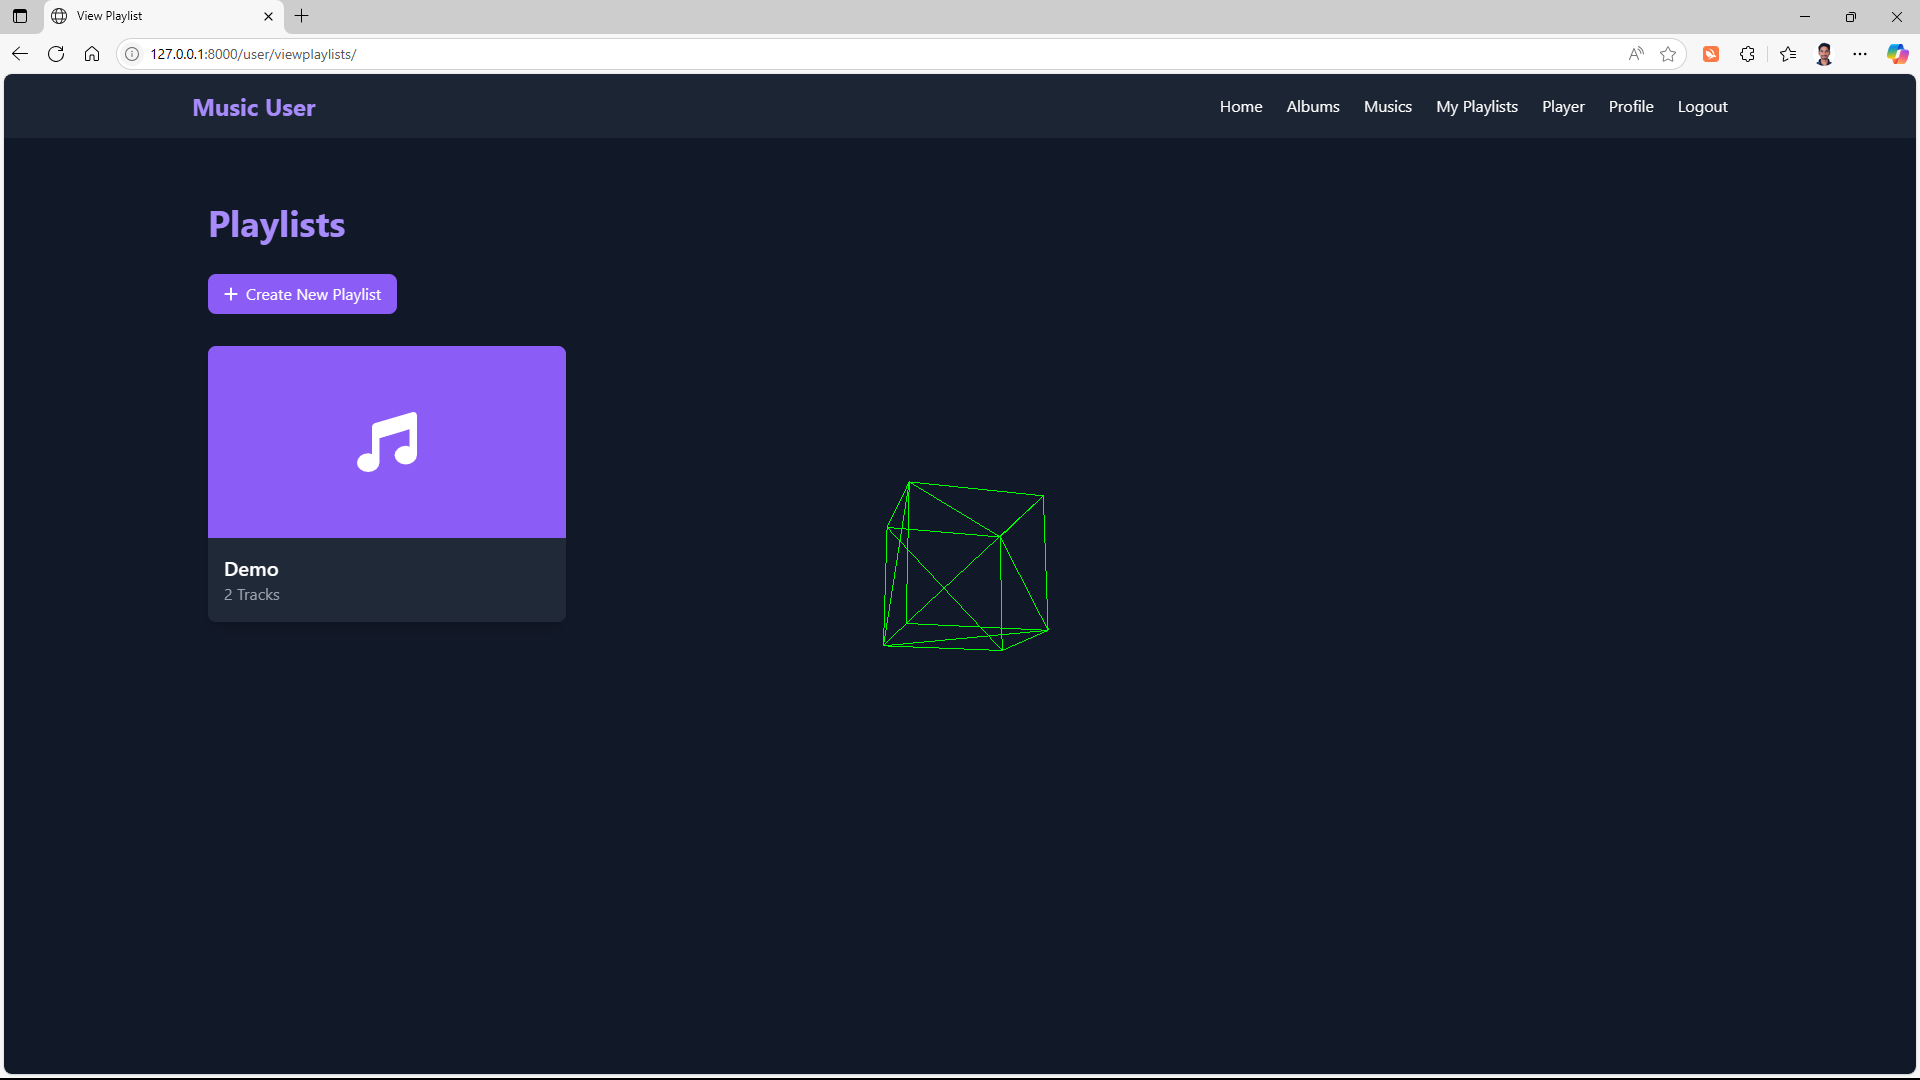 View Playlist
127.0.0.1:8000/user/viewplaylists/
Music User
Home Albums Musics My Playlists Player Profile Logout
Playlists
+ Create New Playlist
Demo
2 Tracks